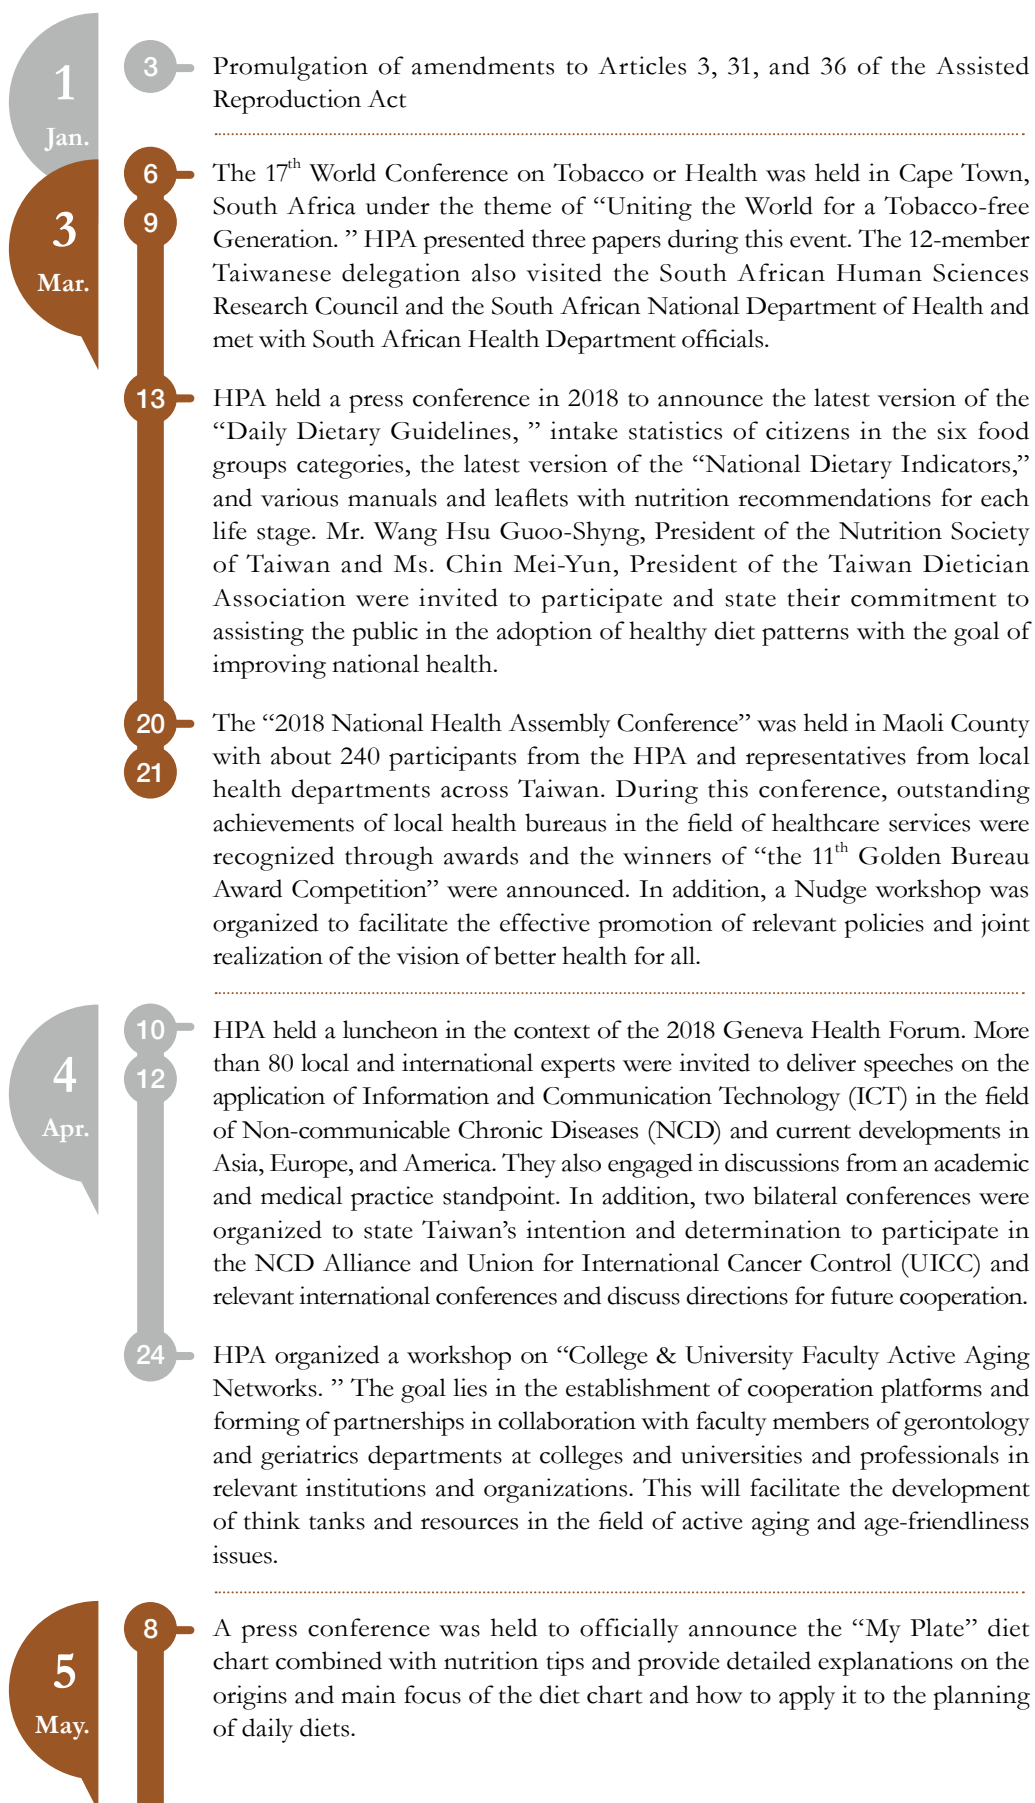 1
Jan.
3
Promulgation of amendments to Articles 3, 31, and 36 of the Assisted
Reproduction Act
3
Mar.
6
9
The 17th World Conference on Tobacco or Health was held in Cape Town,
South Africa under the theme of “Uniting the World for a Tobacco-free
Generation. ” HPA presented three papers during this event. The 12-member
Taiwanese delegation also visited the South African Human Sciences
Research Council and the South African National Department of Health and
met with South African Health Department officials.
13
HPA held a press conference in 2018 to announce the latest version of the
“Daily Dietary Guidelines, ” intake statistics of citizens in the six food
groups categories, the latest version of the “National Dietary Indicators,”
and various manuals and leaflets with nutrition recommendations for each
life stage. Mr. Wang Hsu Guoo-Shyng, President of the Nutrition Society
of Taiwan and Ms. Chin Mei-Yun, President of the Taiwan Dietician
Association were invited to participate and state their commitment to
assisting the public in the adoption of healthy diet patterns with the goal of
improving national health.
20
21
The “2018 National Health Assembly Conference” was held in Maoli County
with about 240 participants from the HPA and representatives from local
health departments across Taiwan. During this conference, outstanding
achievements of local health bureaus in the field of healthcare services were
recognized through awards and the winners of “the 11th Golden Bureau
Award Competition” were announced. In addition, a Nudge workshop was
organized to facilitate the effective promotion of relevant policies and joint
realization of the vision of better health for all.
4
Apr.
10
12
HPA held a luncheon in the context of the 2018 Geneva Health Forum. More
than 80 local and international experts were invited to deliver speeches on the
application of Information and Communication Technology (ICT) in the field
of Non-communicable Chronic Diseases (NCD) and current developments in
Asia, Europe, and America. They also engaged in discussions from an academic
and medical practice standpoint. In addition, two bilateral conferences were
organized to state Taiwan’s intention and determination to participate in
the NCD Alliance and Union for International Cancer Control (UICC) and
relevant international conferences and discuss directions for future cooperation.
24
HPA organized a workshop on “College & University Faculty Active Aging
Networks. ” The goal lies in the establishment of cooperation platforms and
forming of partnerships in collaboration with faculty members of gerontology
and geriatrics departments at colleges and universities and professionals in
relevant institutions and organizations. This will facilitate the development
of think tanks and resources in the field of active aging and age-friendliness
issues.
5
May.
8
A press conference was held to officially announce the “My Plate” diet
chart combined with nutrition tips and provide detailed explanations on the
origins and main focus of the diet chart and how to apply it to the planning
of daily diets.